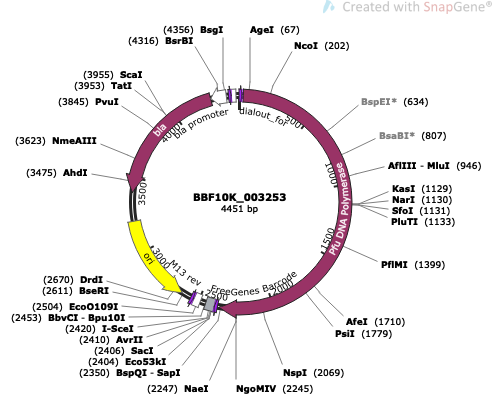 Created with SnapGene®
(4356) BsgI
AgeI (67)
(4316) BsrBI
NcoI (202)
(3955) ScaI
(3953) TatI
(3845) PvuI
BspEI* (634)
BsaBI* (807)
(3623) NmeAIII
(3475) AhdI
AflIII - MluI (946)
KasI (1129)
NarI (1130)
SfoI (1131)
PluTI (1133)
PflMI (1399)
AfeI (1710)
PsiI (1779)
NspI (2069)
NgoMIV (2245)
(2247) NaeI
(2350) BspQI - SapI
(2404) Eco53kI
(2406) SacI
(2410) AvrII
(2420) I-SceI
(2453) BbvCI - Bpu10I
(2504) EcoO109I
(2611) BseRI
(2670) DrdI
BBF10K_003253
4451 bp
bla
bla promoter
dialout_for
Pfu DNA Polymerase
FreeGenes Barcode
M13 rev
ori
500
1000
1500
2000
2500
3000
3500
4000